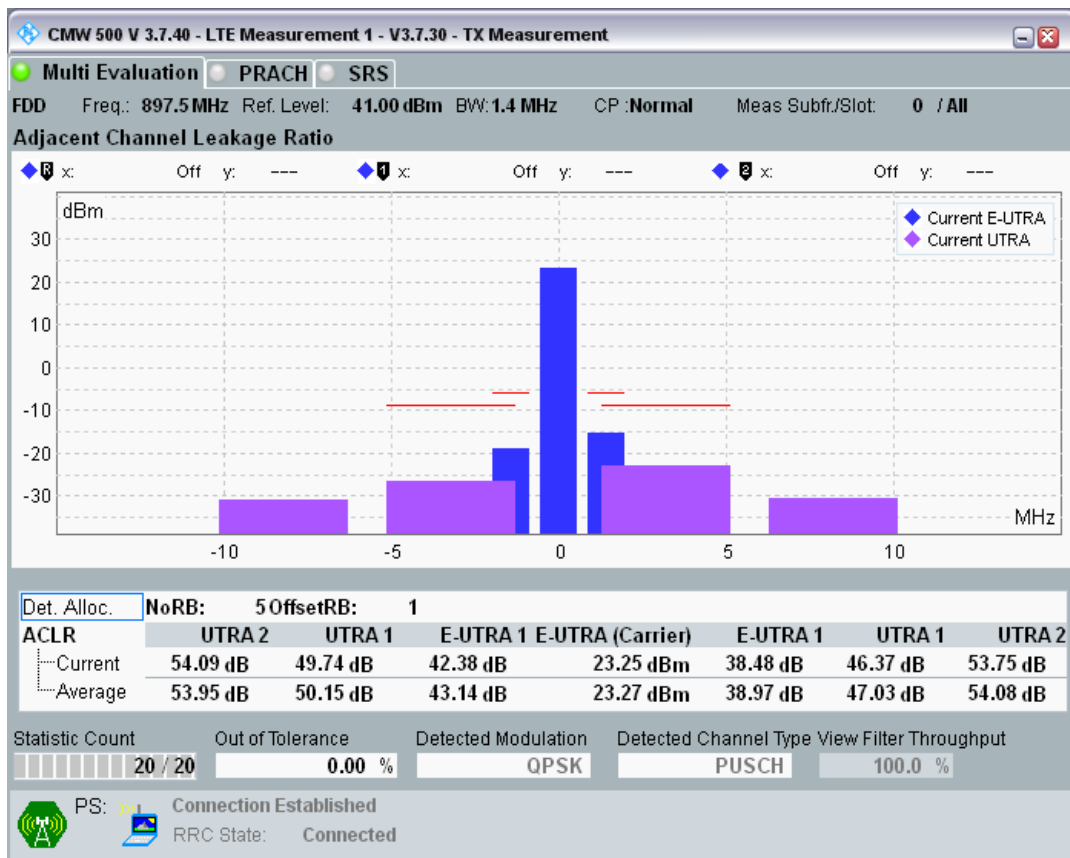 CMW 500 V 3.7.40 - LTE Measurement 1 - V3.7.30 - TX Measurement
Multi Evaluation PRACH SRS
FDD Freq.: 897.5 MHz Ref. Level: 41.00 dBm BW: 1.4 MHz CP :Normal Meas Subfr./Slot: 0 / All
Adjacent Channel Leakage Ratio
R x: Off y: --- 1 x: Off y: --- 2 x: Off y: ---
dBm
Current E-UTRA
Current UTRA
30
20
10
0
-10
-20
-30
MHz
-10 -5 0 5 10
Det. Alloc. NoRB: 5 OffsetRB: 1
ACLR UTRA 2 UTRA 1 E-UTRA 1 E-UTRA (Carrier) E-UTRA 1 UTRA 1 UTRA 2
Current 54.09 dB 49.74 dB 42.38 dB 23.25 dBm 38.48 dB 46.37 dB 53.75 dB
Average 53.95 dB 50.15 dB 43.14 dB 23.27 dBm 38.97 dB 47.03 dB 54.08 dB
Statistic Count Out of Tolerance Detected Modulation Detected Channel Type View Filter Throughput
20 / 20 0.00 % QPSK PUSCH 100.0 %
PS: Connection Established
RRC State: Connected